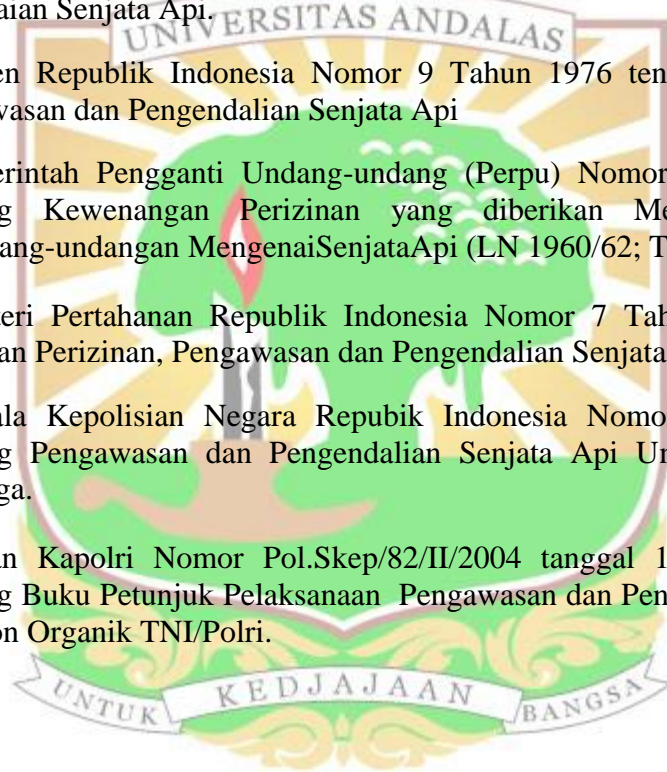 aian Senjata Api.
UNIVERSITAS ANDALAS
en Republik Indonesia Nomor 9 Tahun 1976 ten
vasan dan Pengendalian Senjata Api
erintah Pengganti Undang-undang (Perpu) Nomor
g Kewenangan Perizinan yang diberikan Me
ang-undangan MengenaiSenjataApi (LN 1960/62; T
teri Pertahanan Republik Indonesia Nomor 7 Tah
an Perizinan, Pengawasan dan Pengendalian Senjata
ala Kepolisian Negara Repubik Indonesia Nomo
g Pengawasan dan Pengendalian Senjata Api Un
ga.
an Kapolri Nomor Pol.Skep/82/II/2004 tanggal 1
g Buku Petunjuk Pelaksanaan Pengawasan dan Pen
on Organik TNI/Polri.
UNTUK KEDJAJAAN BANGSA